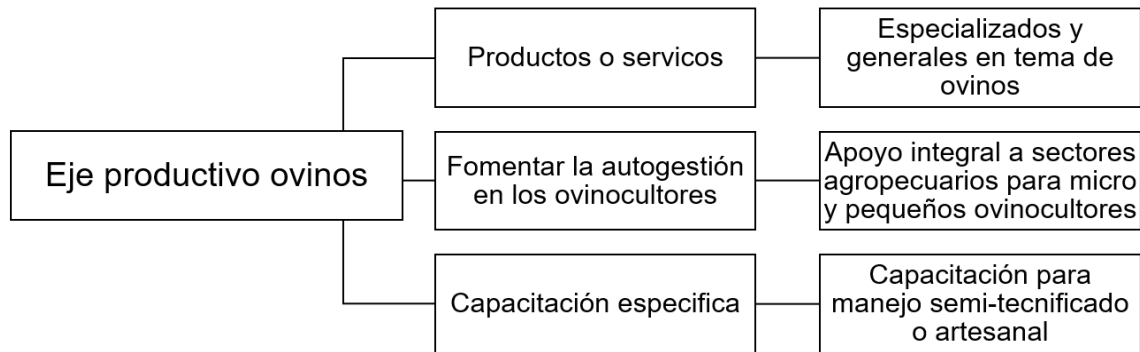 Eje productivo ovinos
Productos o servicos
Especializados y
generales en tema de
ovinos
Fomentar la autogestión
en los ovinocultores
Apoyo integral a sectores
agropecuarios para micro
y pequeños ovinocultores
Capacitación especifica
Capacitación para
manejo semi-tecnificado
o artesanal